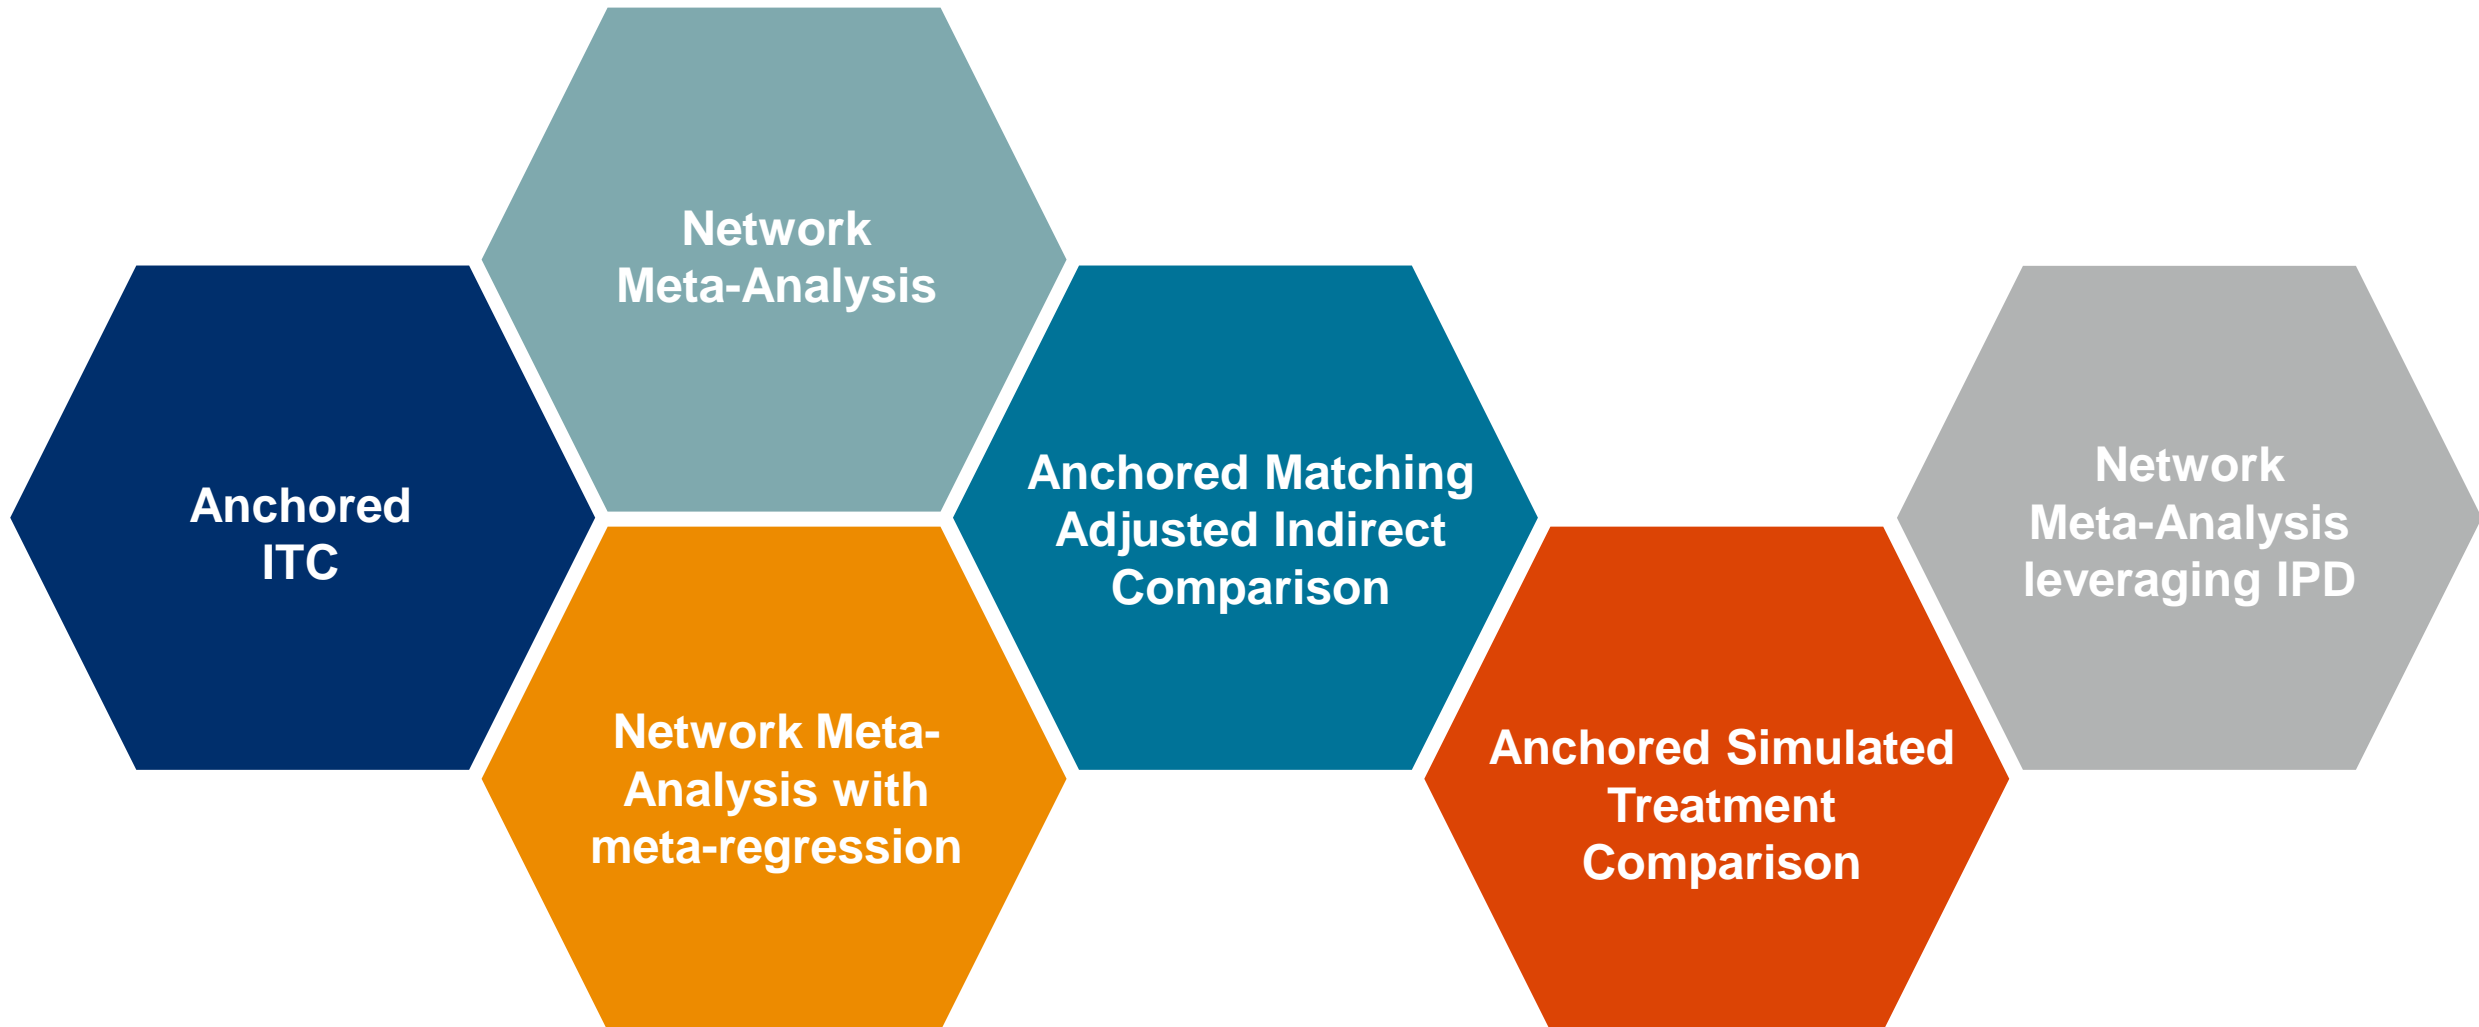 Anchored
ITC
Network
Meta-Analysis
Network Meta-
Analysis with
meta-regression
Anchored Matching
Adjusted Indirect
Comparison
Anchored Simulated
Treatment
Comparison
Network
Meta-Analysis
leveraging IPD